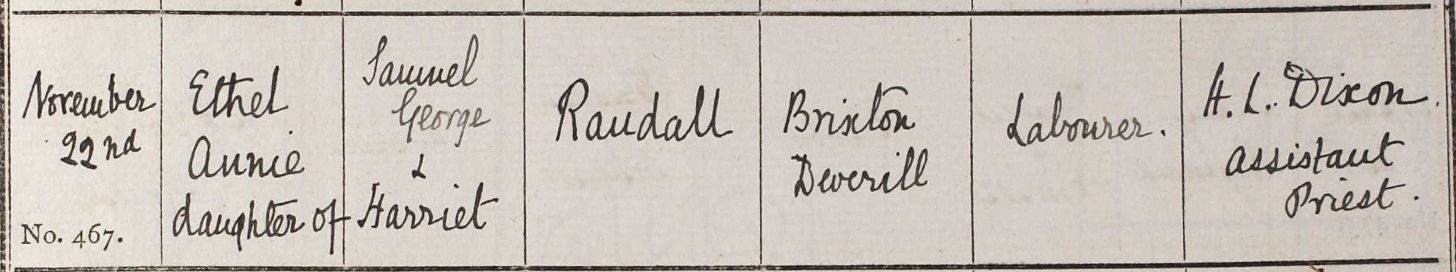 November
22nd
No. 467.
Ethel
Annie
daughter of
Samuel
George
&
Harriet
Randall
Brixton
Deverill
Labourer.
H. L. Dixon.
Assistant
Priest.